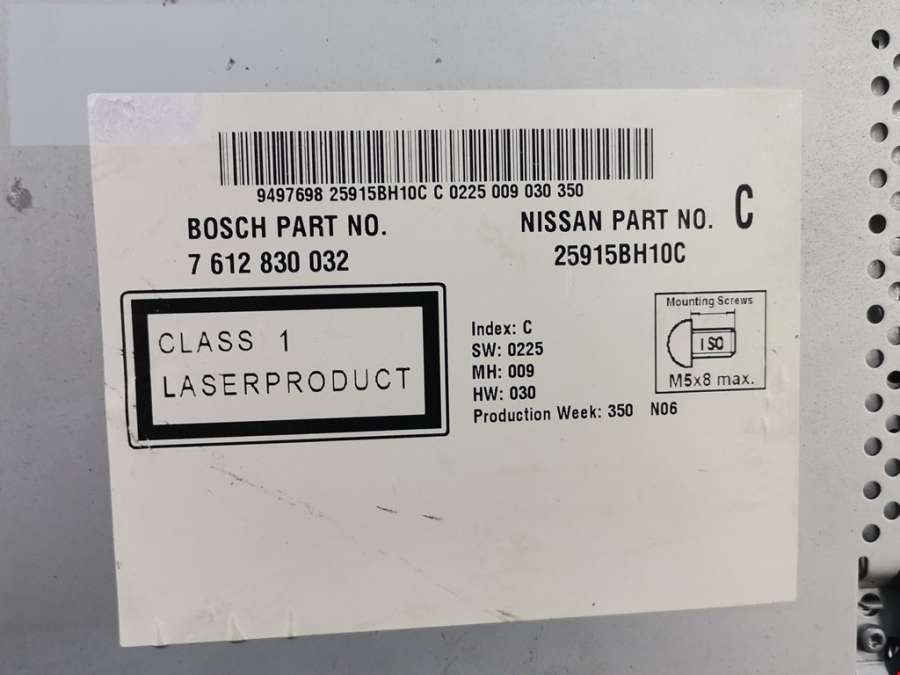 9497698 25915BH10C C 0225 009 030 350
BOSCH PART NO.
7 612 830 032
NISSAN PART NO. C
25915BH10C
CLASS 1
LASERPRODUCT
Index: C
SW: 0225
MH: 009
HW: 030
Production Week: 350 N06
Mounting Screws
ISO
M5x8 max.